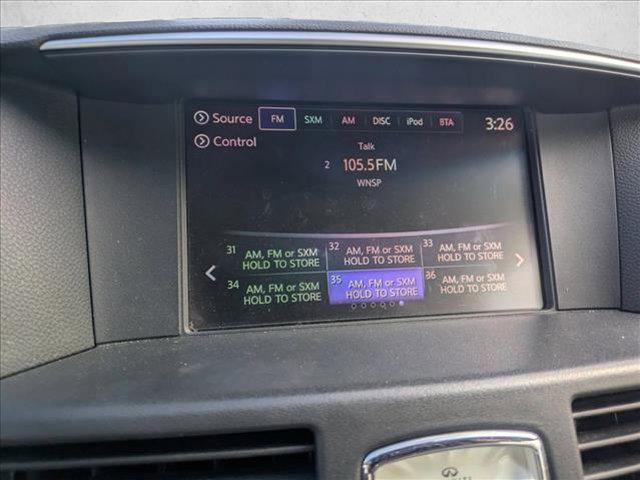 Source FM SXM AM DISC iPod BTA 3:26
Control
Talk
2 105.5 FM
WNSP
31 AM, FM or SXM HOLD TO STORE
32 AM, FM or SXM HOLD TO STORE
33 AM, FM or SXM HOLD TO STORE
34 AM, FM or SXM HOLD TO STORE
35 AM, FM or SXM HOLD TO STORE
36 AM, FM or SXM HOLD TO STORE